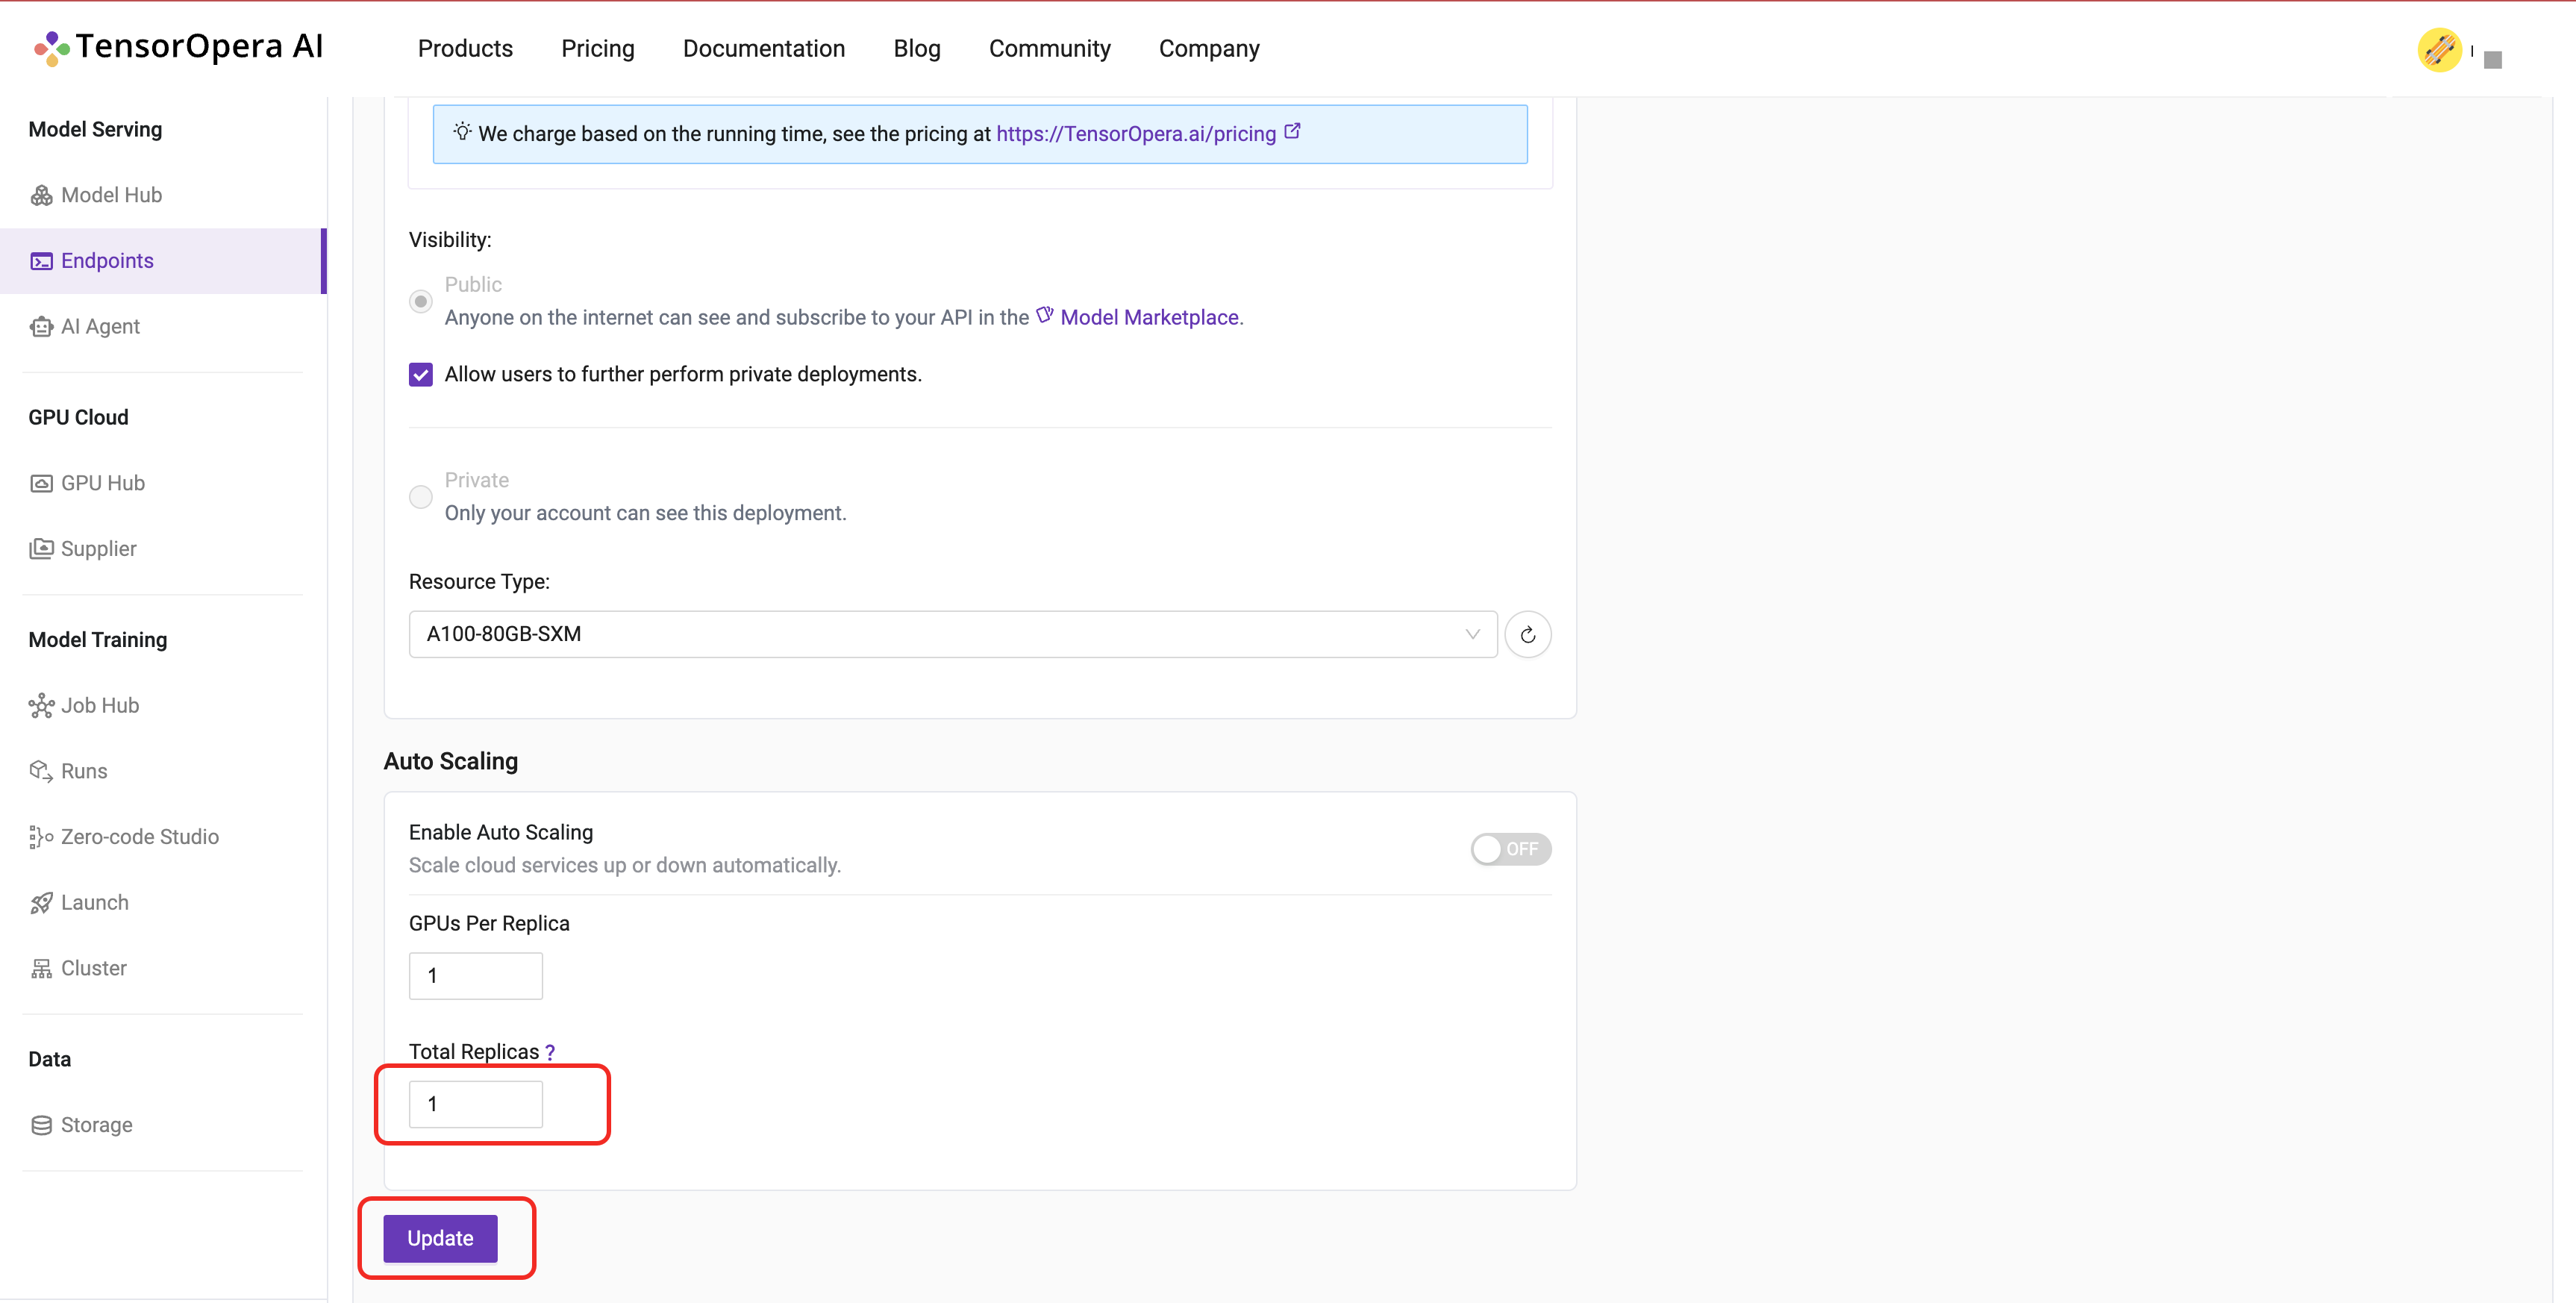 TensorOpera AI
Products Pricing Documentation Blog Community Company
Model Serving
Model Hub
Endpoints
AI Agent
GPU Cloud
GPU Hub
Supplier
Model Training
Job Hub
Runs
Zero-code Studio
Launch
Cluster
Data
Storage
We charge based on the running time, see the pricing at https://TensorOpera.ai/pricing
Visibility:
Public
Anyone on the internet can see and subscribe to your API in the Model Marketplace.
Allow users to further perform private deployments.
Private
Only your account can see this deployment.
Resource Type:
A100-80GB-SXM
Auto Scaling
Enable Auto Scaling
OFF
Scale cloud services up or down automatically.
GPUs Per Replica
1
Total Replicas ?
1
Update